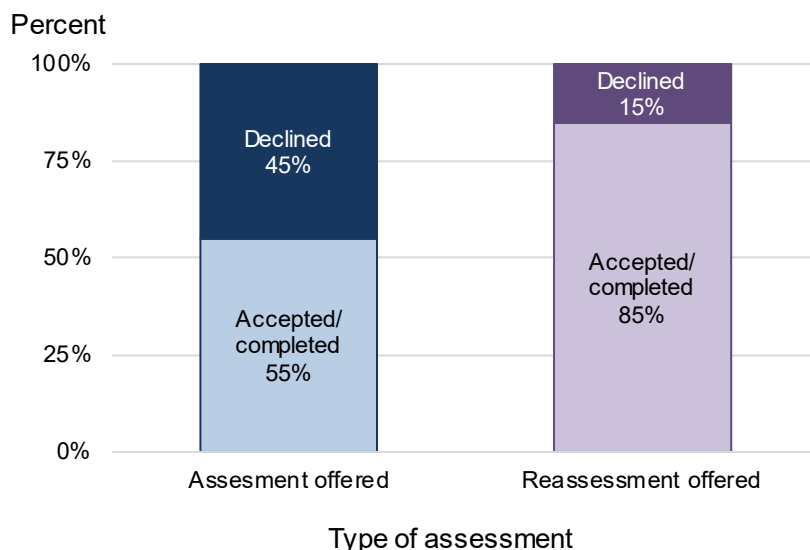 Percent
100%
75%
50%
25%
0%
Declined
45%
Accepted/
completed
55%
Declined
15%
Accepted/
completed
85%
Assesment offered
Reassessment offered
Type of assessment